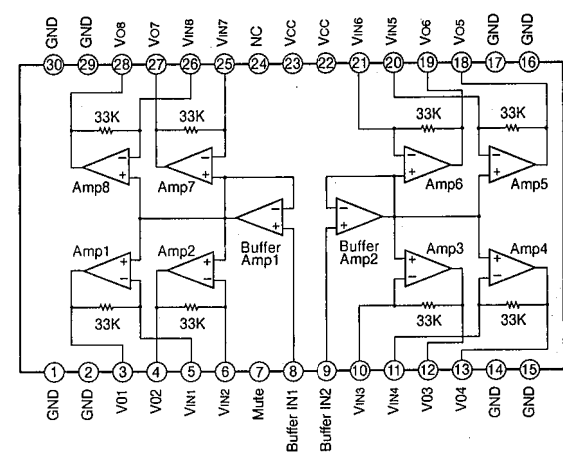 GND GND VO8 VO7 VIN8 VIN7 NC VCC VCC VIN6 VIN5 VO6 VO5 GND GND
30 29 28 27 26 25 24 23 22 21 20 19 18 17 16
33K 33K 33K 33K
Amp8 Amp7 Amp6 Amp5
- + - + - + - +
- + - +
Buffer Amp1
Buffer Amp2
Amp1 Amp2 Amp3 Amp4
+ - + - + - + -
33K 33K 33K 33K
1 2 3 4 5 6 7 8 9 10 11 12 13 14 15
GND GND V01 V02 VIN1 VIN2 Mute Buffer IN1 Buffer IN2 VIN3 VIN4 V03 V04 GND GND